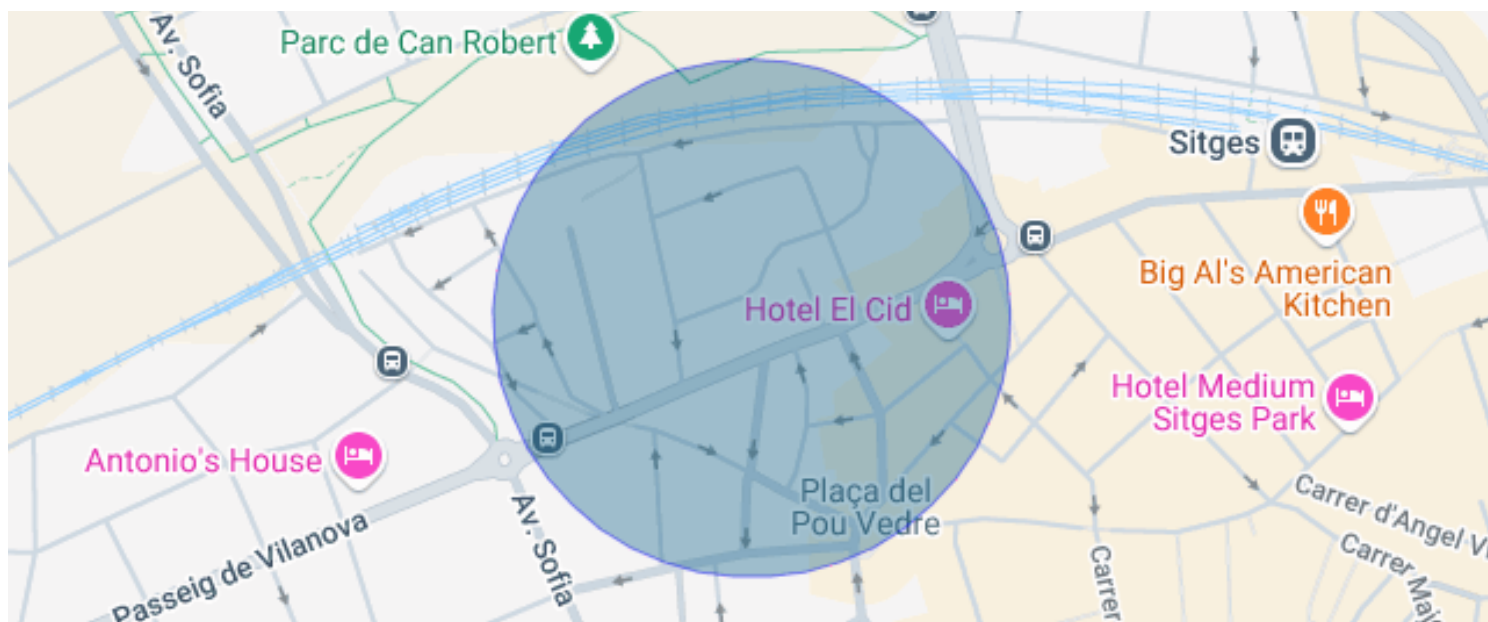 Av. Sofia
Parc de Can Robert
Sitges
Big Al's American
Kitchen
Hotel El Cid
Hotel Medium
Sitges Park
Antonio's House
Plaça del
Pou Vedre
Passeig de Vilanova
Av. Sofia
Carrer d'Angel V
Carrer Maj
Carrer